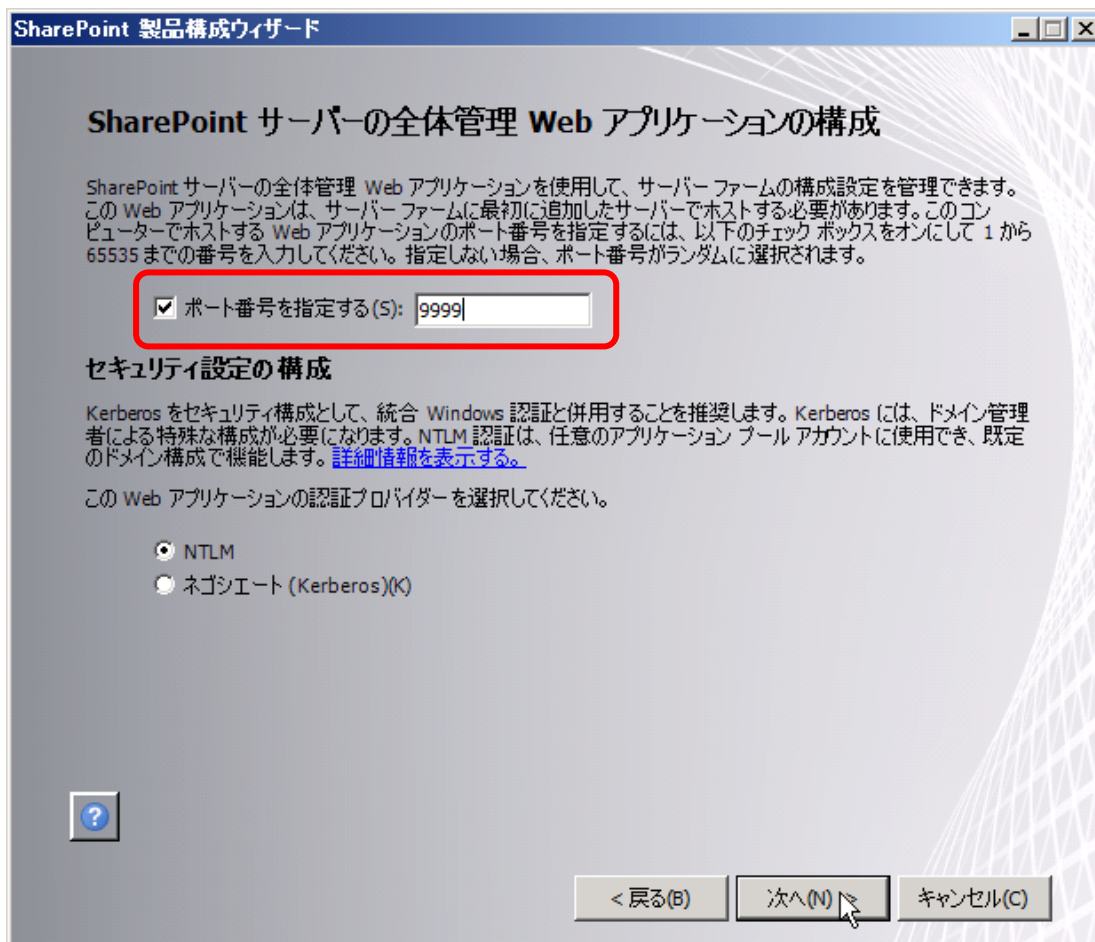 SharePoint 製品構成ウィザード
SharePoint サーバーの全体管理 Web アプリケーションの構成
SharePoint サーバーの全体管理 Web アプリケーションを使用して、サーバー ファームの構成設定を管理できます。
この Web アプリケーションは、サーバー ファームに最初に追加したサーバーでホストする必要があります。このコン
ピューターでホストする Web アプリケーションのポート番号を指定するには、以下のチェック ボックスをオンにして 1 から
65535 までの番号を入力してください。指定しない場合、ポート番号がランダムに選択されます。
ポート番号を指定する(S): 9999
セキュリティ設定の構成
Kerberos をセキュリティ構成として、統合 Windows 認証と併用することを推奨します。Kerberos には、ドメイン管理
者による特殊な構成が必要になります。NTLM 認証は、任意のアプリケーション プール アカウントに使用でき、既定
のドメイン構成で機能します。詳細情報を表示する。
この Web アプリケーションの認証プロバイダーを選択してください。
NTLM
ネゴシエート (Kerberos)(K)
?
< 戻る(B) 次へ(N) > キャンセル(C)